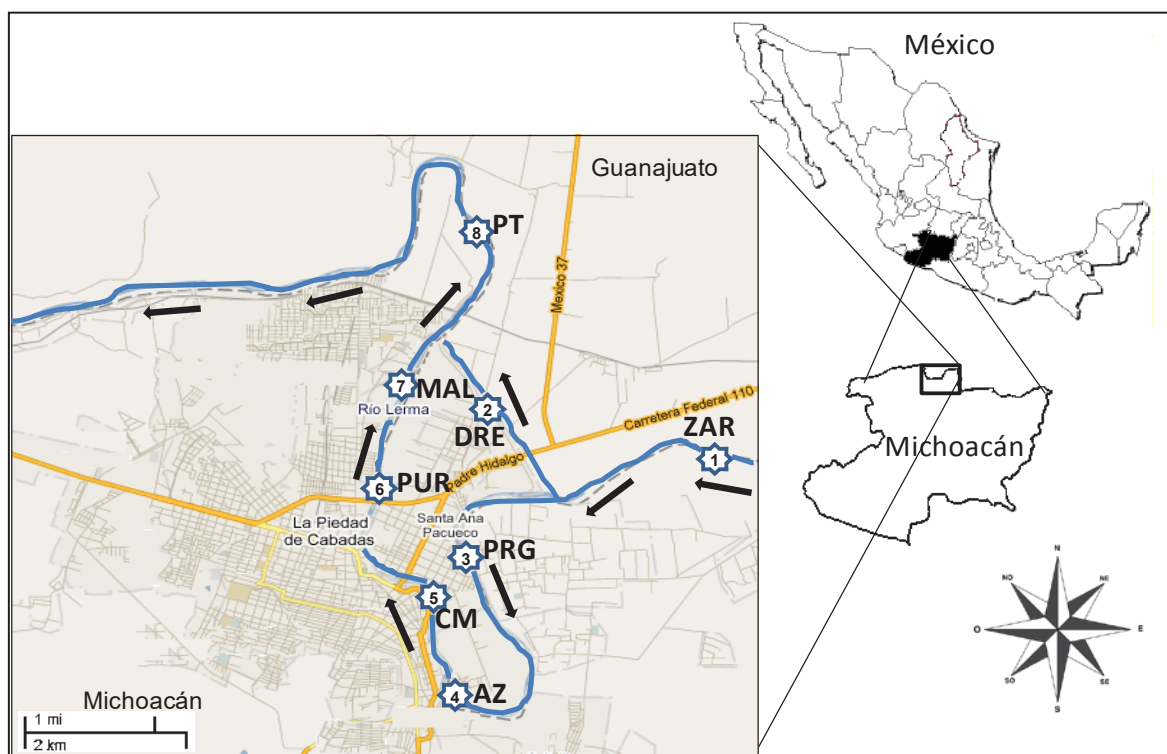 México
Guanajuato
8
PT
Mexico 37
7
MAL
Río Lerma
2
DRE
Carretera Federal 110
ZAR
1
Padre Hidalgo
6
PUR
La Piedad
de Cabadas
Santa Ana
Pacueco
3
PRG
5
CM
4
AZ
Michoacán
1 mi
2 km
Michoacán
N
NO
NE
O
E
SO
SE
S